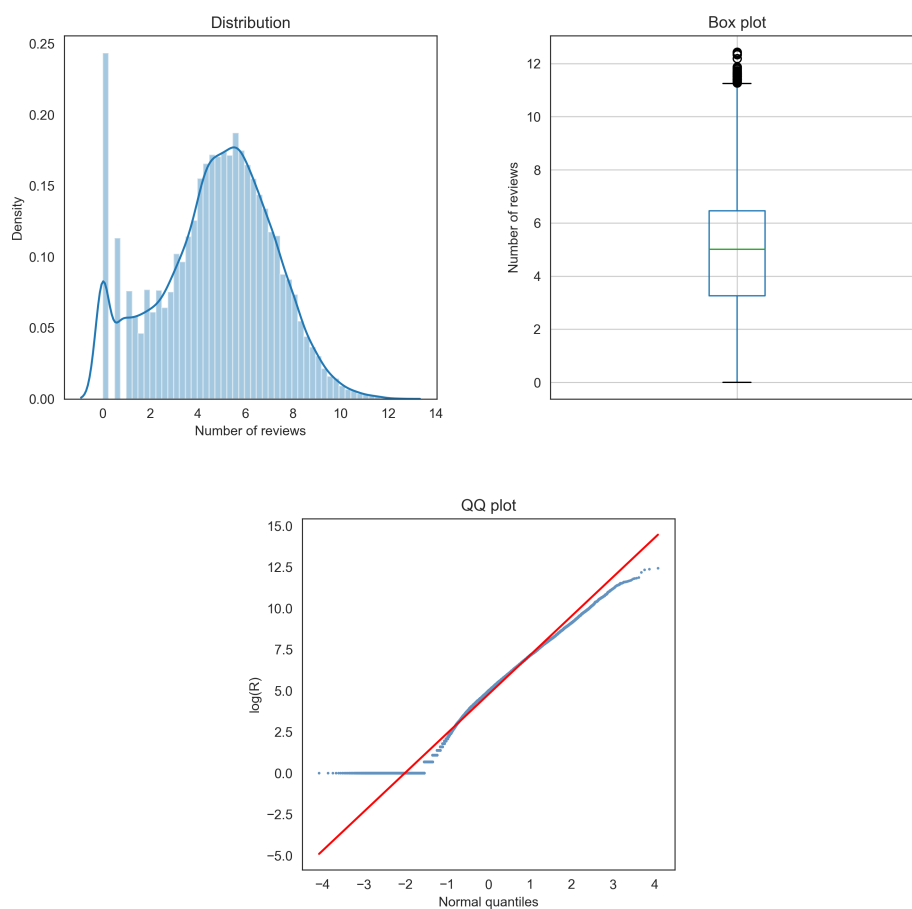 Distribution
Density
0.25
0.20
0.15
0.10
0.05
0.00
0 2 4 6 8 10 12 14
Number of reviews
Box plot
Number of reviews
12
10
8
6
4
2
0
QQ plot
log(R)
15.0
12.5
10.0
7.5
5.0
2.5
0.0
−2.5
−5.0
−4 −3 −2 −1 0 1 2 3 4
Normal quantiles